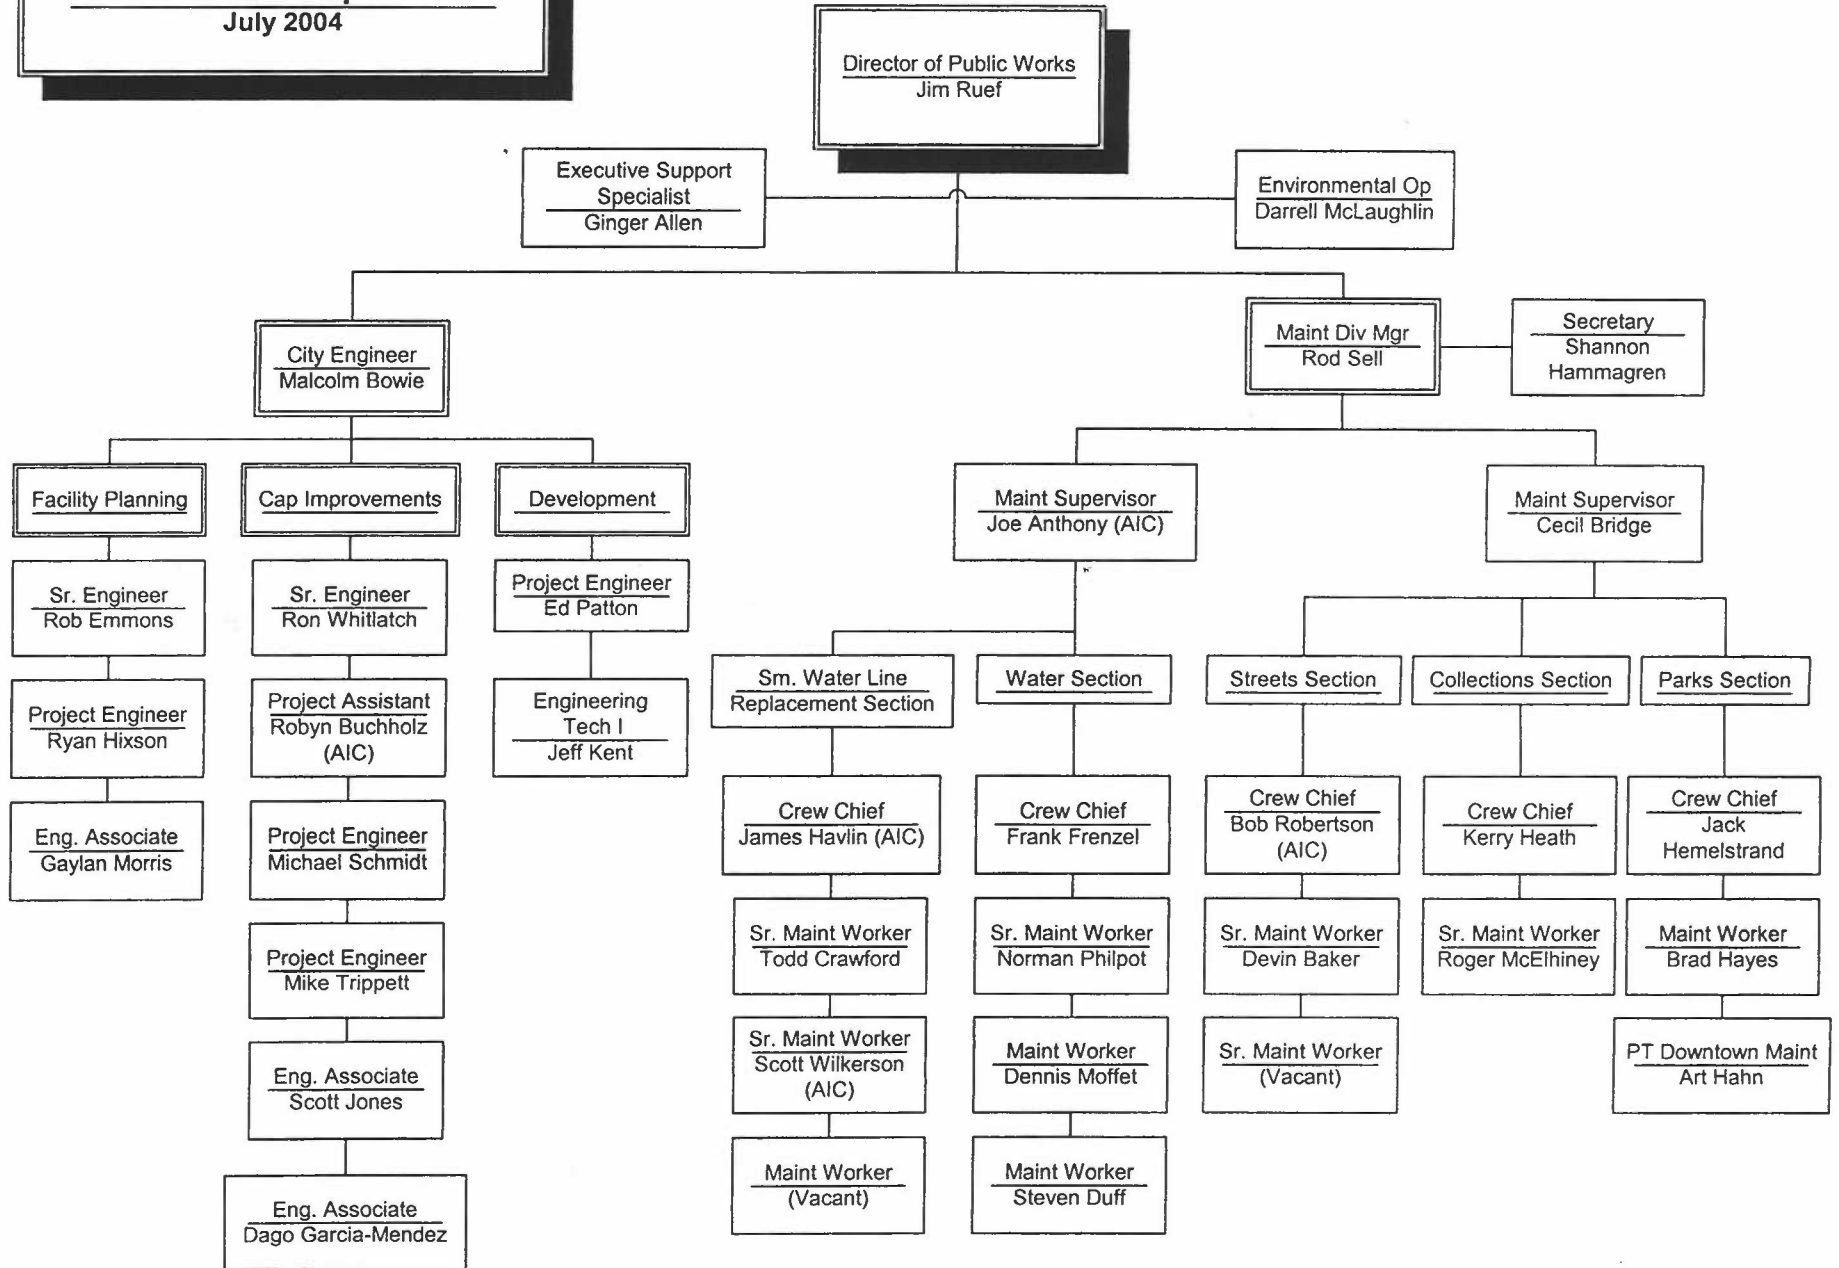 July 2004
Director of Public Works
Jim Ruef
Executive Support
Specialist
Ginger Allen
Environmental Op
Darrell McLaughlin
City Engineer
Malcolm Bowie
Maint Div Mgr
Rod Sell
Secretary
Shannon
Hammagren
Facility Planning
Cap Improvements
Development
Maint Supervisor
Joe Anthony (AIC)
Maint Supervisor
Cecil Bridge
Sr. Engineer
Rob Emmons
Sr. Engineer
Ron Whitlatch
Project Engineer
Ed Patton
Project Engineer
Ryan Hixson
Project Assistant
Robyn Buchholz
(AIC)
Engineering
Tech I
Jeff Kent
Sm. Water Line
Replacement Section
Water Section
Streets Section
Collections Section
Parks Section
Eng. Associate
Gaylan Morris
Project Engineer
Michael Schmidt
Crew Chief
James Havlin (AIC)
Crew Chief
Frank Frenzel
Crew Chief
Bob Robertson
(AIC)
Crew Chief
Kerry Heath
Crew Chief
Jack
Hemelstrand
Project Engineer
Mike Trippett
Sr. Maint Worker
Todd Crawford
Sr. Maint Worker
Norman Philpot
Sr. Maint Worker
Devin Baker
Sr. Maint Worker
Roger McElhiney
Maint Worker
Brad Hayes
Eng. Associate
Scott Jones
Sr. Maint Worker
Scott Wilkerson
(AIC)
Maint Worker
Dennis Moffet
Sr. Maint Worker
(Vacant)
PT Downtown Maint
Art Hahn
Eng. Associate
Dago Garcia-Mendez
Maint Worker
(Vacant)
Maint Worker
Steven Duff